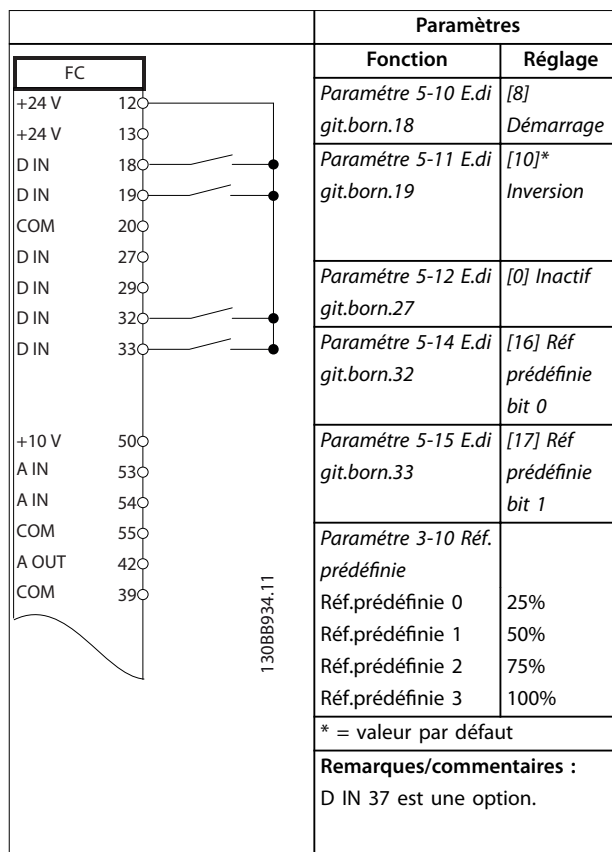 FC
+24 V 12
+24 V 13
D IN 18
D IN 19
COM 20
D IN 27
D IN 29
D IN 32
D IN 33
+10 V 50
A IN 53
A IN 54
COM 55
A OUT 42
COM 39
130BB934.11
Paramètres
Fonction Réglage
Paramétre 5-10 E.di [8]
git.born.18 Démarrage
Paramétre 5-11 E.di [10]*
git.born.19 Inversion
Paramétre 5-12 E.di [0] Inactif
git.born.27
Paramétre 5-14 E.di [16] Réf
git.born.32 prédéfinie
bit 0
Paramétre 5-15 E.di [17] Réf
git.born.33 prédéfinie
bit 1
Paramétre 3-10 Réf.
prédéfinie
Réf.prédéfinie 0 25%
Réf.prédéfinie 1 50%
Réf.prédéfinie 2 75%
Réf.prédéfinie 3 100%
* = valeur par défaut
Remarques/commentaires :
D IN 37 est une option.